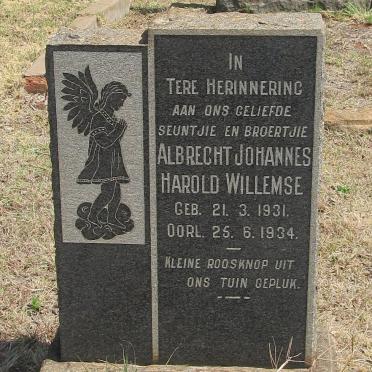 IN
TERE HERINNERING
AAN ONS GELIEFDE
SEUNTJIE EN BROERTJIE
ALBRECHT JOHANNES
HAROLD WILLEMSE
GEB. 21. 3. 1931.
OORL. 25. 6. 1934.
KLEINE ROOSKNOP UIT
ONS TUIN GEPLUK.